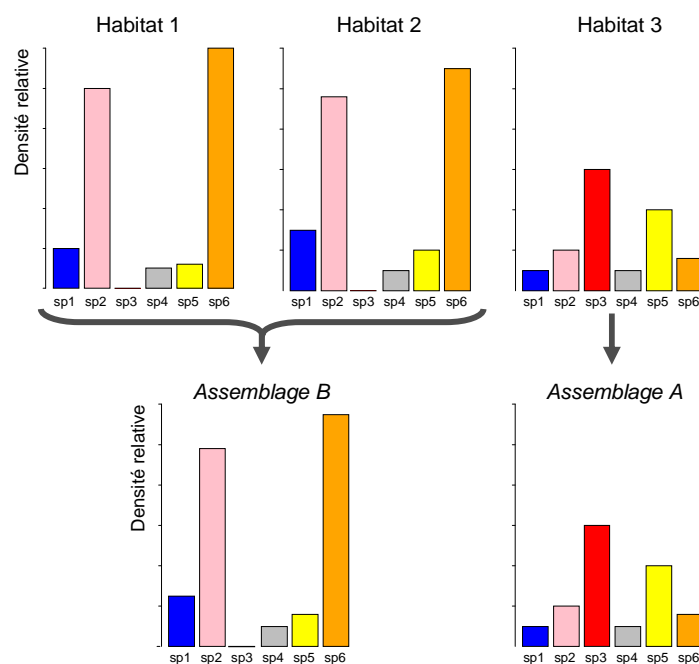 Habitat 1 Habitat 2 Habitat 3
Densité relative
sp1 sp2 sp3 sp4 sp5 sp6 sp1 sp2 sp3 sp4 sp5 sp6 sp1 sp2 sp3 sp4 sp5 sp6
Assemblage B Assemblage A
Densité relative
sp1 sp2 sp3 sp4 sp5 sp6 sp1 sp2 sp3 sp4 sp5 sp6